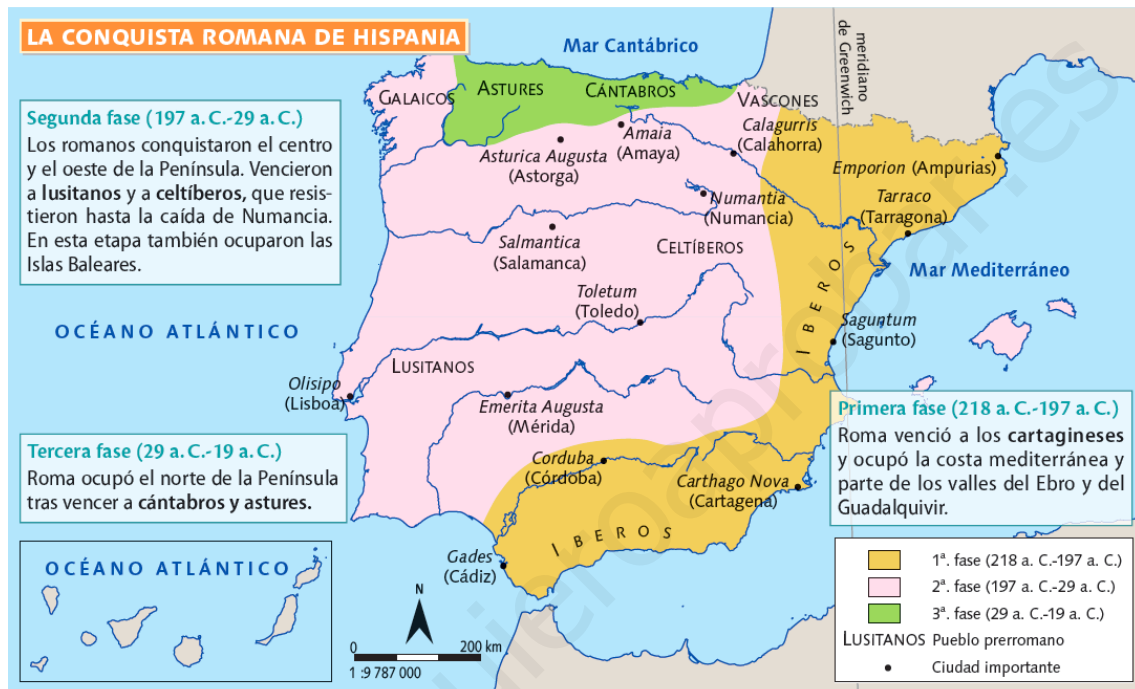 LA CONQUISTA ROMANA DE HISPANIA
Mar Cantábrico
meridiano
de Greenwich
Segunda fase (197 a. C.-29 a. C.)
Los romanos conquistaron el centro
y el oeste de la Península. Vencieron
a lusitanos y a celtíberos, que resis-
tieron hasta la caída de Numancia.
En esta etapa también ocuparon las
Islas Baleares.
GALAICOS
ASTURES
CÁNTABROS
VASCONES
Amaia
(Amaya)
Calagurris
(Calahorra)
Asturica Augusta
(Astorga)
Emporion (Ampurias)
Numantia
(Numancia)
Tarraco
(Tarragona)
Salmantica
(Salamanca)
CELTÍBEROS
IBEROS
Mar Mediterráneo
Toletum
(Toledo)
Saguntum
(Sagunto)
OCÉANO ATLÁNTICO
LUSITANOS
Olisipo
(Lisboa)
Emerita Augusta
(Mérida)
Primera fase (218 a. C.-197 a. C.)
Roma venció a los cartagineses
y ocupó la costa mediterránea y
parte de los valles del Ebro y del
Guadalquivir.
Tercera fase (29 a. C.-19 a. C.)
Roma ocupó el norte de la Península
tras vencer a cántabros y astures.
Corduba
(Córdoba)
Carthago Nova
(Cartagena)
IBEROS
Gades
(Cádiz)
OCÉANO ATLÁNTICO
N
0 200 km
1 :9 787 000
1ª. fase (218 a. C.-197 a. C.)
2ª. fase (197 a. C.-29 a. C.)
3ª. fase (29 a. C.-19 a. C.)
LUSITANOS Pueblo prerromano
Ciudad importante